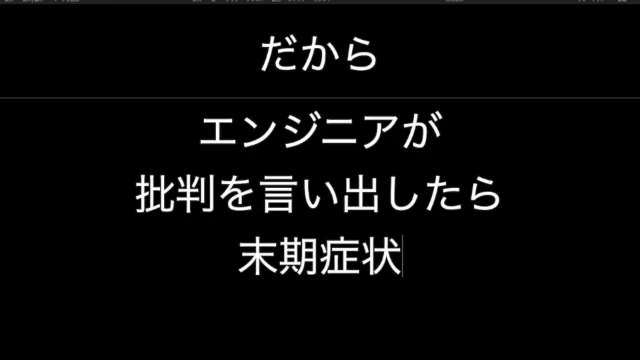 だから
エンジニアが
批判を言い出したら
末期症状